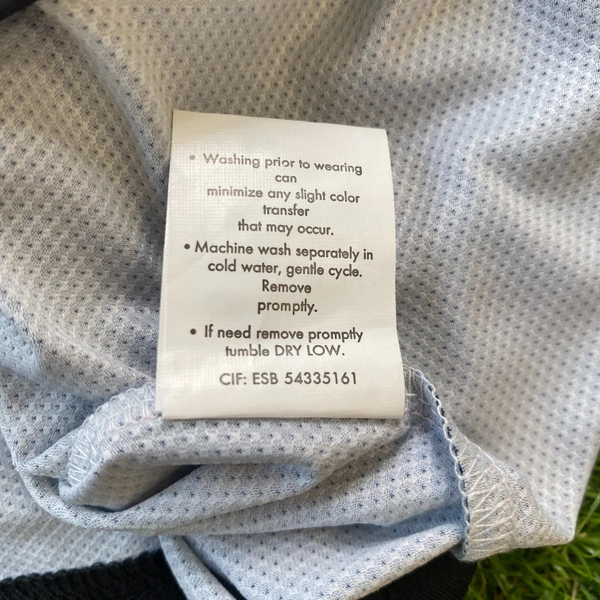 • Washing prior to wearing
can
minimize any slight color
transfer
that may occur.
• Machine wash separately in
cold water, gentle cycle.
Remove
promptly.
• If need remove promptly
tumble DRY LOW.
CIF: ESB 54335161